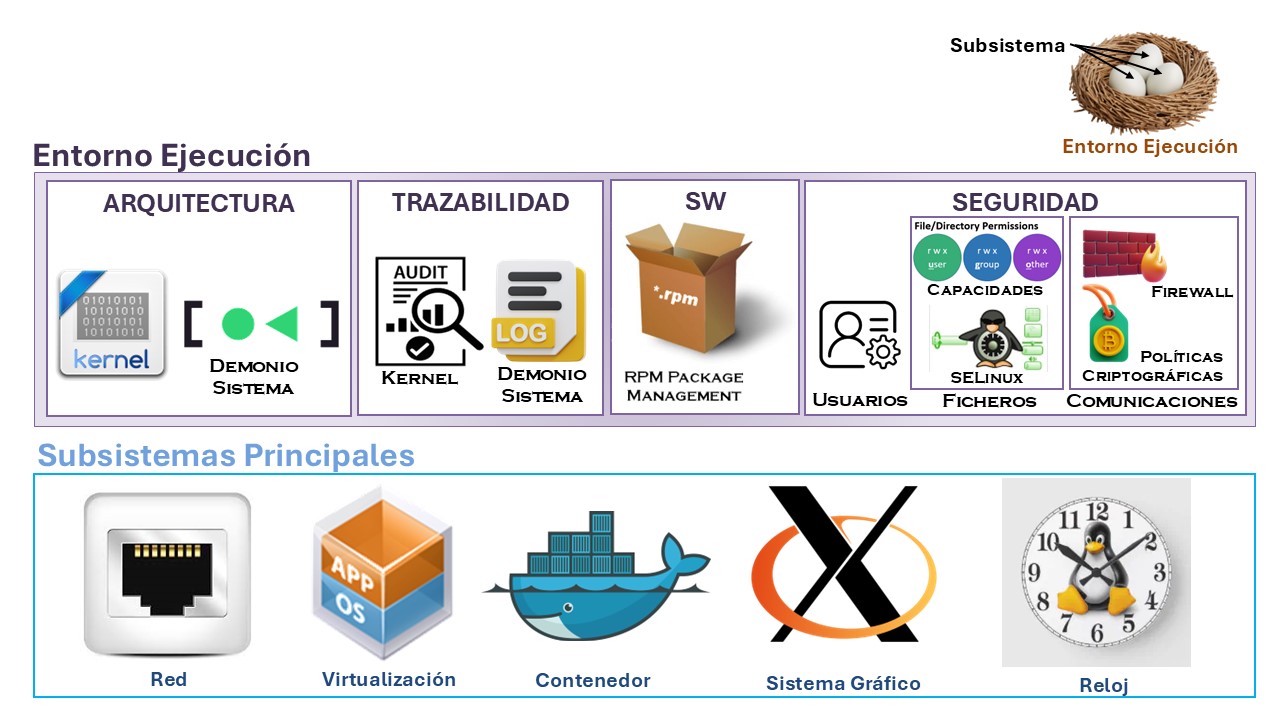 Subsistema
Entorno Ejecución
Entorno Ejecución
ARQUITECTURA
01010101
10101010
01010101
10101010
kernel
[ ]
Demonio
Sistema
TRAZABILIDAD
AUDIT
Kernel
LOG
Demonio
Sistema
SW
*.rpm
RPM Package
Management
SEGURIDAD
Usuarios
File/Directory Permissions
r w x
user
r w x
group
r w x
other
Capacidades
SELinux
Ficheros
Firewall
Políticas
Criptográficas
Comunicaciones
Subsistemas Principales
Red
APP
OS
Virtualización
Contenedor
X
Sistema Gráfico
12
1
2
3
4
5
6
7
8
9
10
11
Reloj